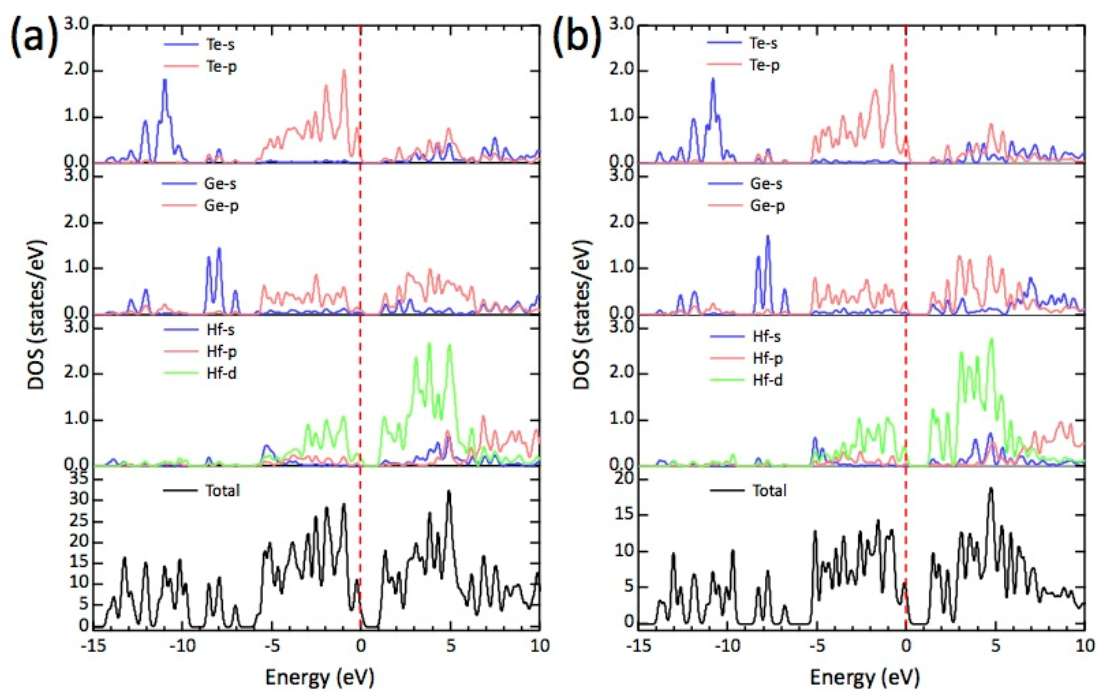 (a)
3.0
Te-s
Te-p
2.0
1.0
0.0
3.0
Ge-s
Ge-p
2.0
1.0
0.0
3.0
Hf-s
Hf-p
Hf-d
2.0
1.0
0.0
35
Total
30
25
20
15
10
5
0
-15 -10 -5 0 5 10
Energy (eV)
DOS (states/eV)
(b)
3.0
Te-s
Te-p
2.0
1.0
0.0
3.0
Ge-s
Ge-p
2.0
1.0
0.0
3.0
Hf-s
Hf-p
Hf-d
2.0
1.0
0.0
20
Total
15
10
5
0
-15 -10 -5 0 5 10
Energy (eV)
DOS (states/eV)